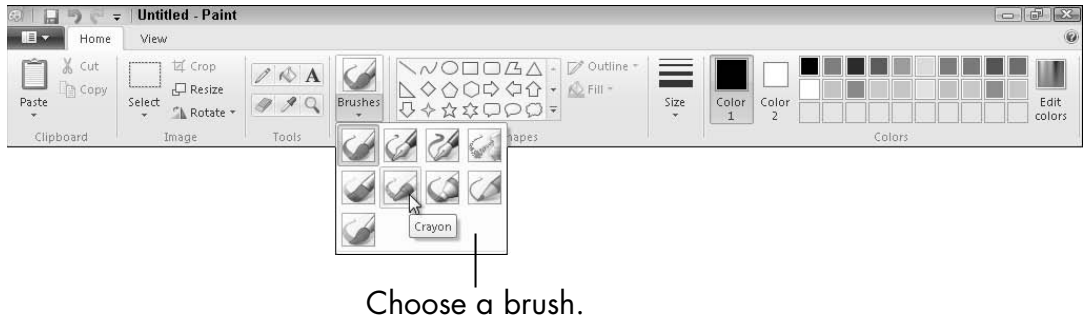 Untitled - Paint
Home View
Cut
Copy
Paste
Clipboard
Select
Crop
Resize
Rotate
Image
A
Tools
Brushes
Outline
Fill
apes
Size
Color 1
Color 2
Edit colors
Colors
Crayon
Choose a brush.